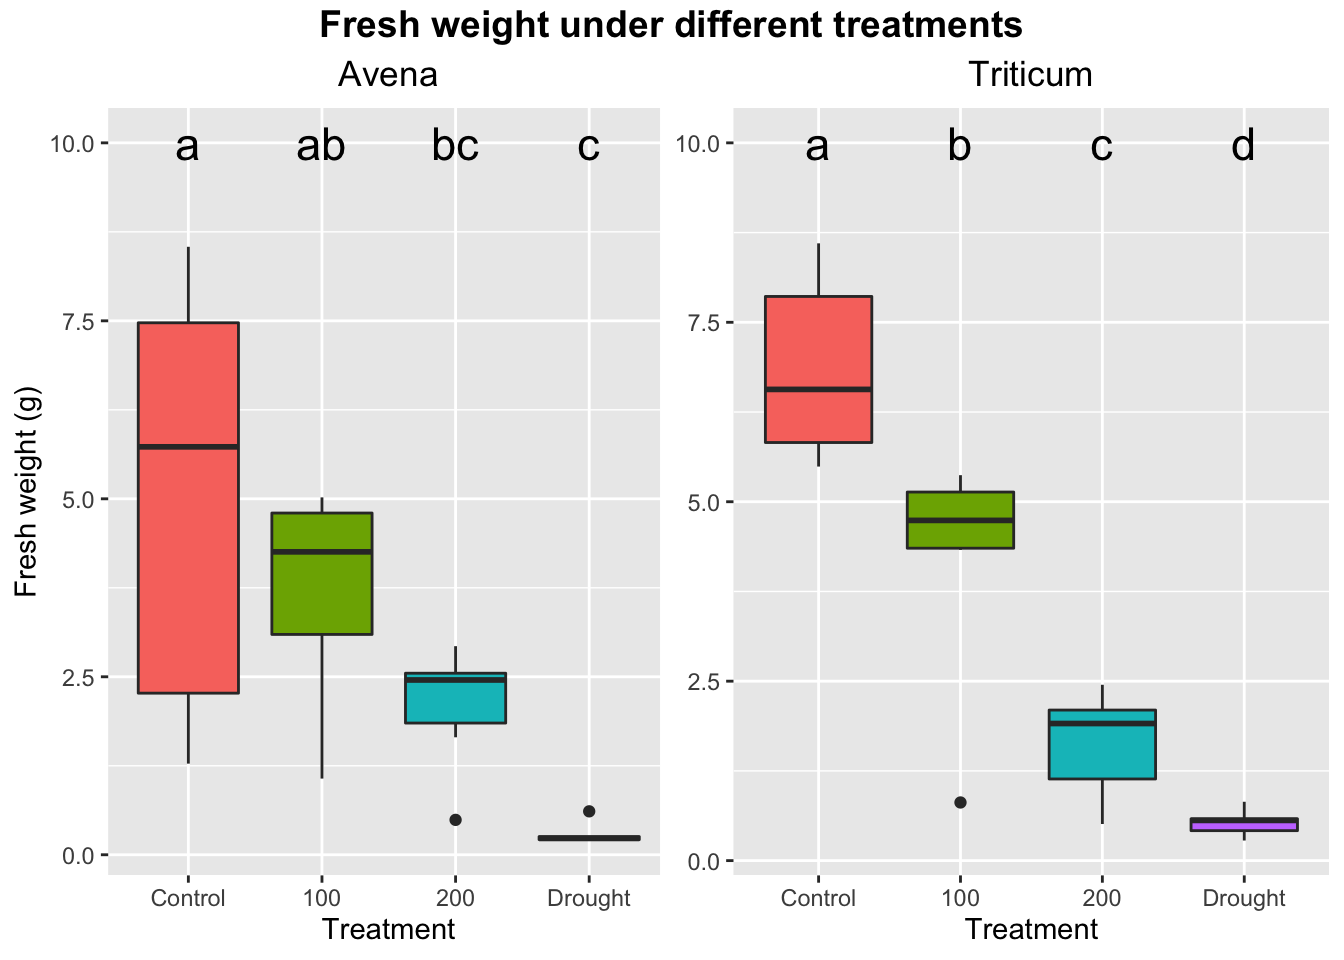 Fresh weight under different treatments
Avena
Triticum
Fresh weight (g)
10.0
7.5
5.0
2.5
0.0
a ab bc c
Control 100 200 Drought
Treatment
10.0
7.5
5.0
2.5
0.0
a b c d
Control 100 200 Drought
Treatment